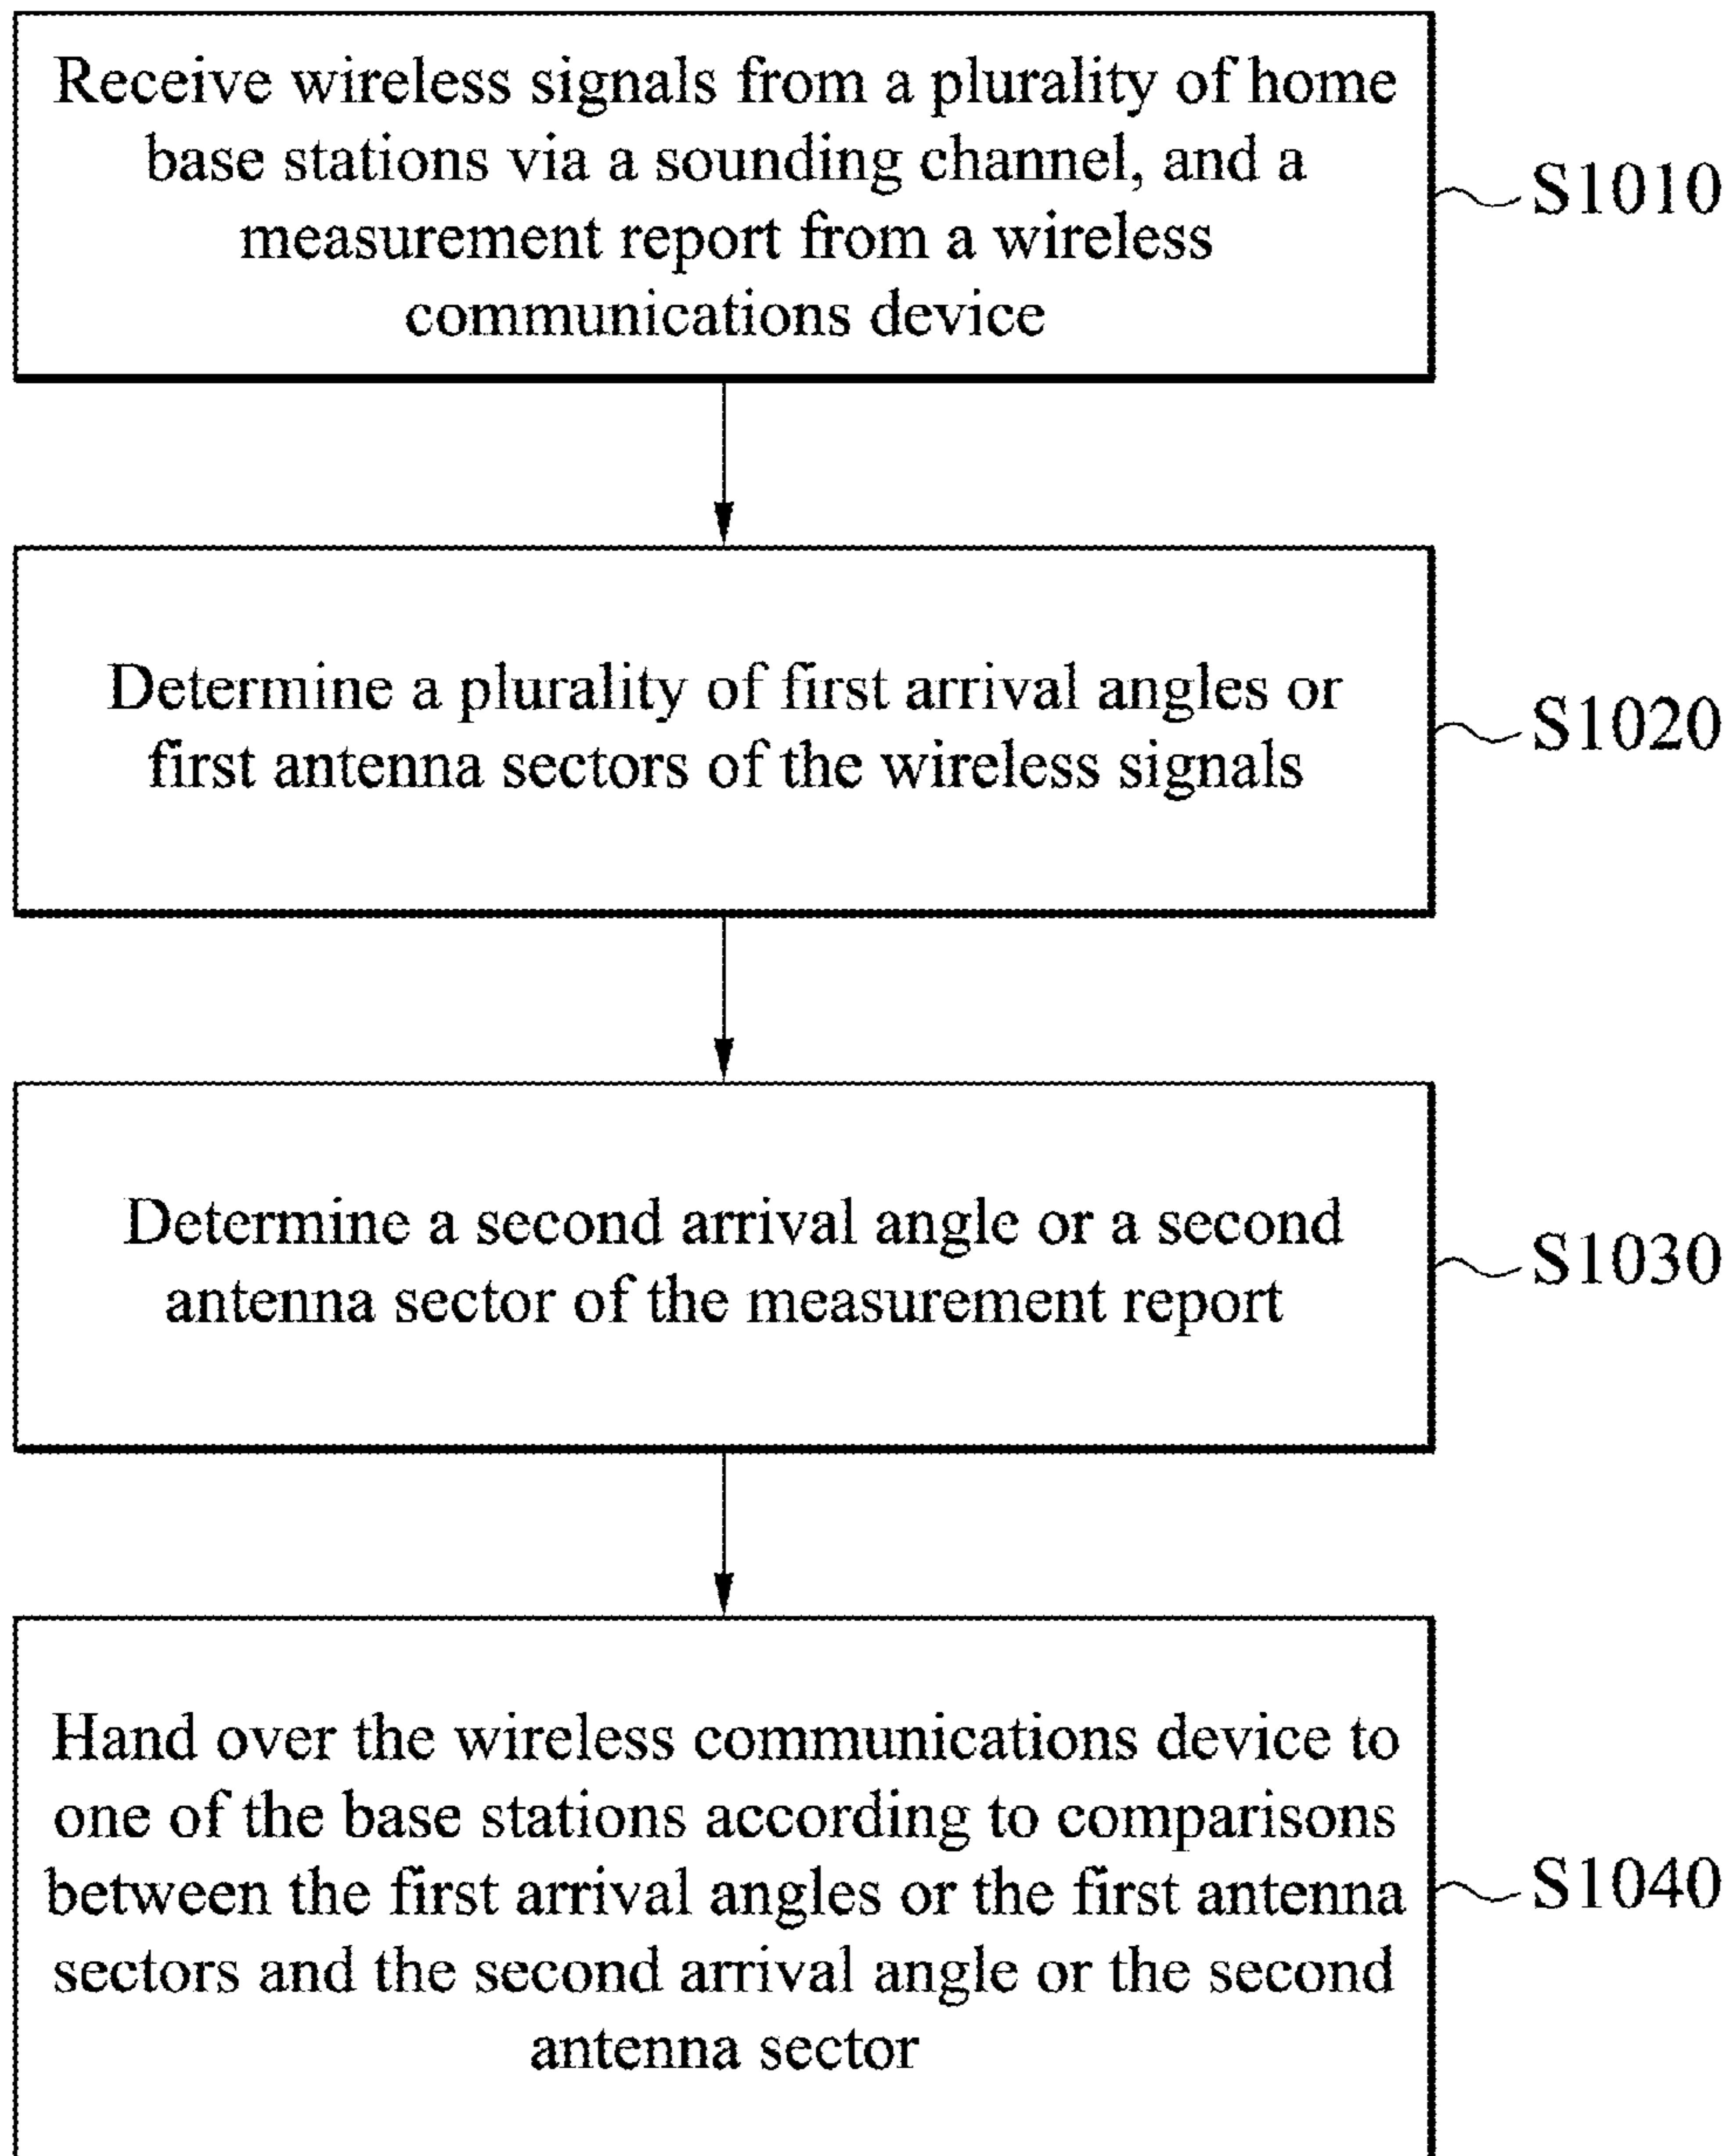 Receive wireless signals from a plurality of home
base stations via a sounding channel, and a
measurement report from a wireless
communications device
S1010
Determine a plurality of first arrival angles or
first antenna sectors of the wireless signals
S1020
Determine a second arrival angle or a second
antenna sector of the measurement report
S1030
Hand over the wireless communications device to
one of the base stations according to comparisons
between the first arrival angles or the first antenna
sectors and the second arrival angle or the second
antenna sector
S1040